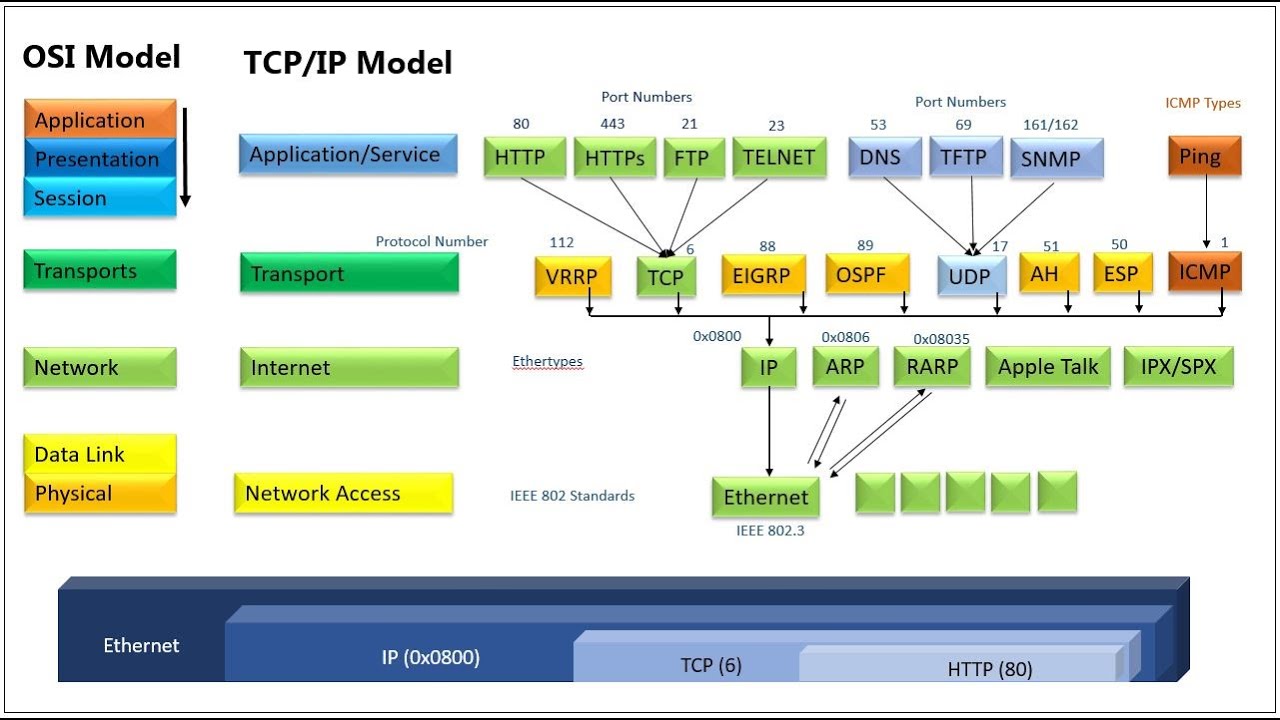 OSI Model
TCP/IP Model
Port Numbers
Port Numbers
ICMP Types
Application
Presentation
Session
Application/Service
80
443
21
23
53
69
161/162
HTTP
HTTPs
FTP
TELNET
DNS
TFTP
SNMP
Ping
Transports
Transport
Protocol Number
112
6
88
89
17
51
50
1
VRRP
TCP
EIGRP
OSPF
UDP
AH
ESP
ICMP
Network
Internet
Ethertypes
0x0800
0x0806
0x08035
IP
ARP
RARP
Apple Talk
IPX/SPX
Data Link
Physical
Network Access
IEEE 802 Standards
Ethernet
IEEE 802.3
Ethernet
IP (0x0800)
TCP (6)
HTTP (80)